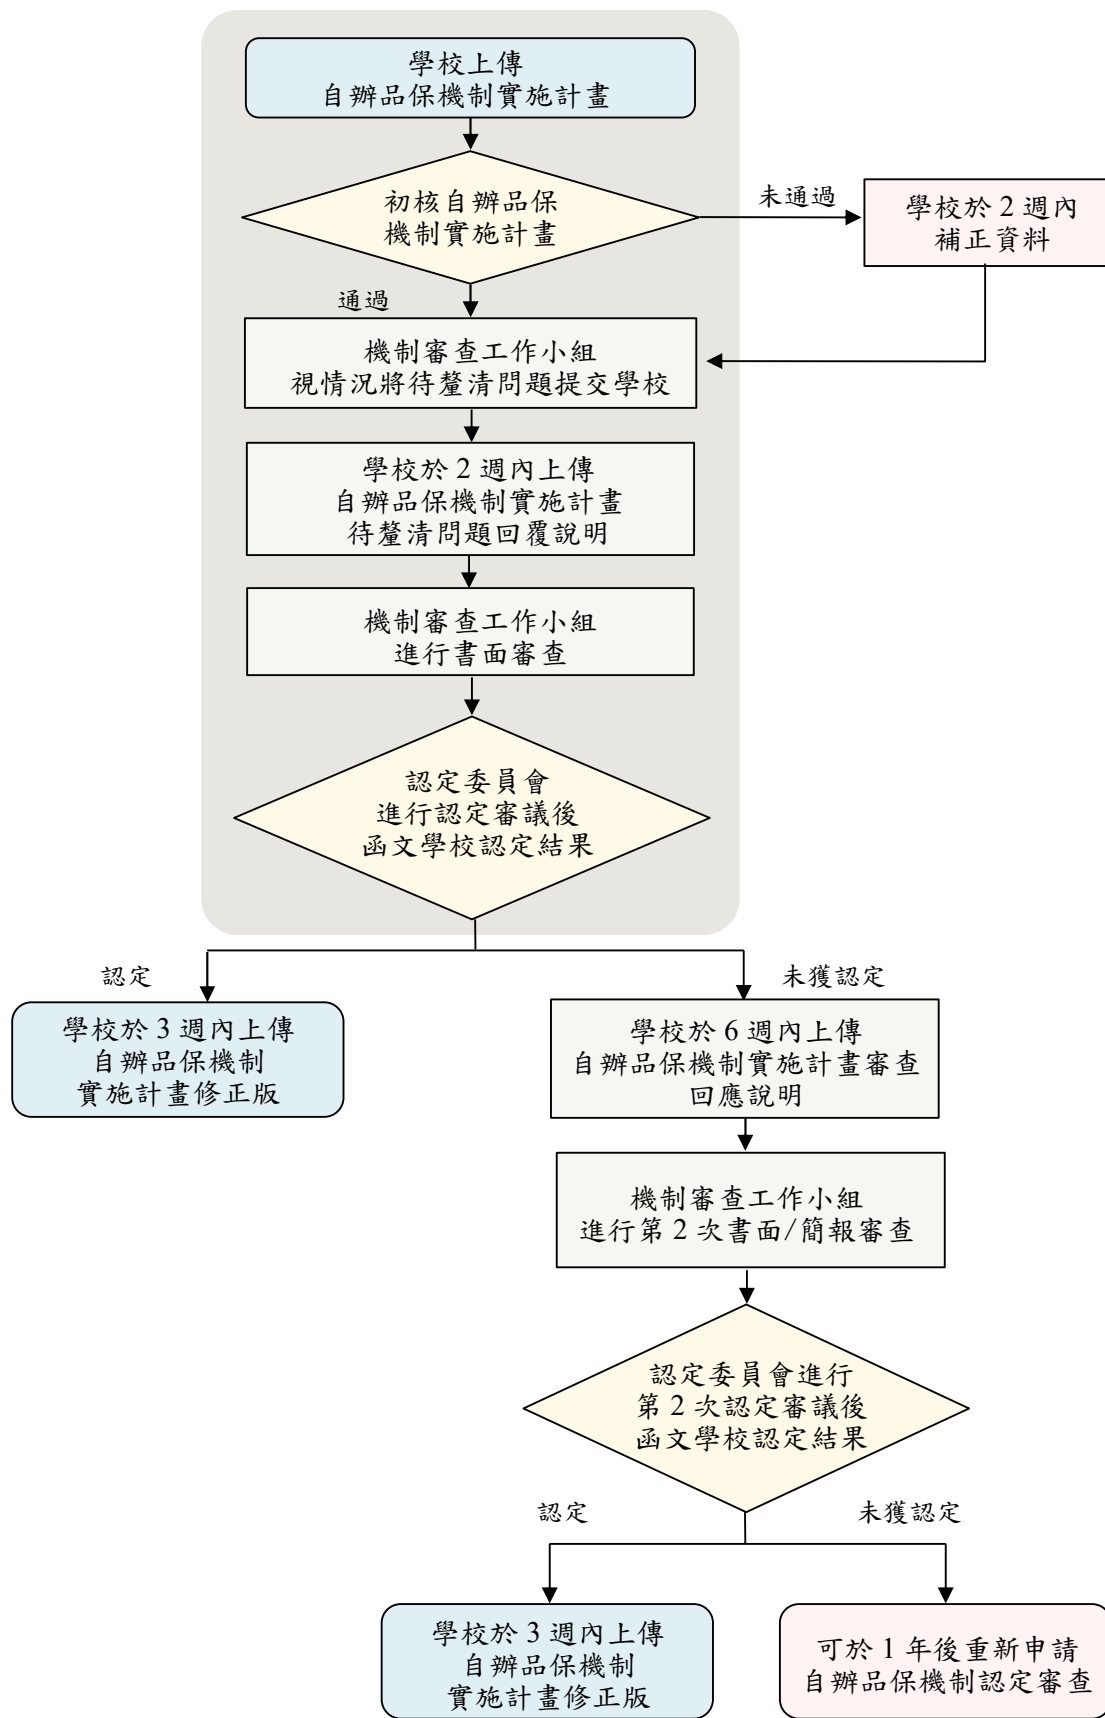 學校上傳
自辦品保機制實施計畫
初核自辦品保
機制實施計畫
未通過
學校於 2 週內
補正資料
通過
機制審查工作小組
視情況將待釐清問題提交學校
學校於 2 週內上傳
自辦品保機制實施計畫
待釐清問題回覆說明
機制審查工作小組
進行書面審查
認定委員會
進行認定審議後
函文學校認定結果
認定
未獲認定
學校於 3 週內上傳
自辦品保機制
實施計畫修正版
學校於 6 週內上傳
自辦品保機制實施計畫審查
回應說明
機制審查工作小組
進行第 2 次書面/簡報審查
認定委員會進行
第 2 次認定審議後
函文學校認定結果
認定
未獲認定
學校於 3 週內上傳
自辦品保機制
實施計畫修正版
可於 1 年後重新申請
自辦品保機制認定審查